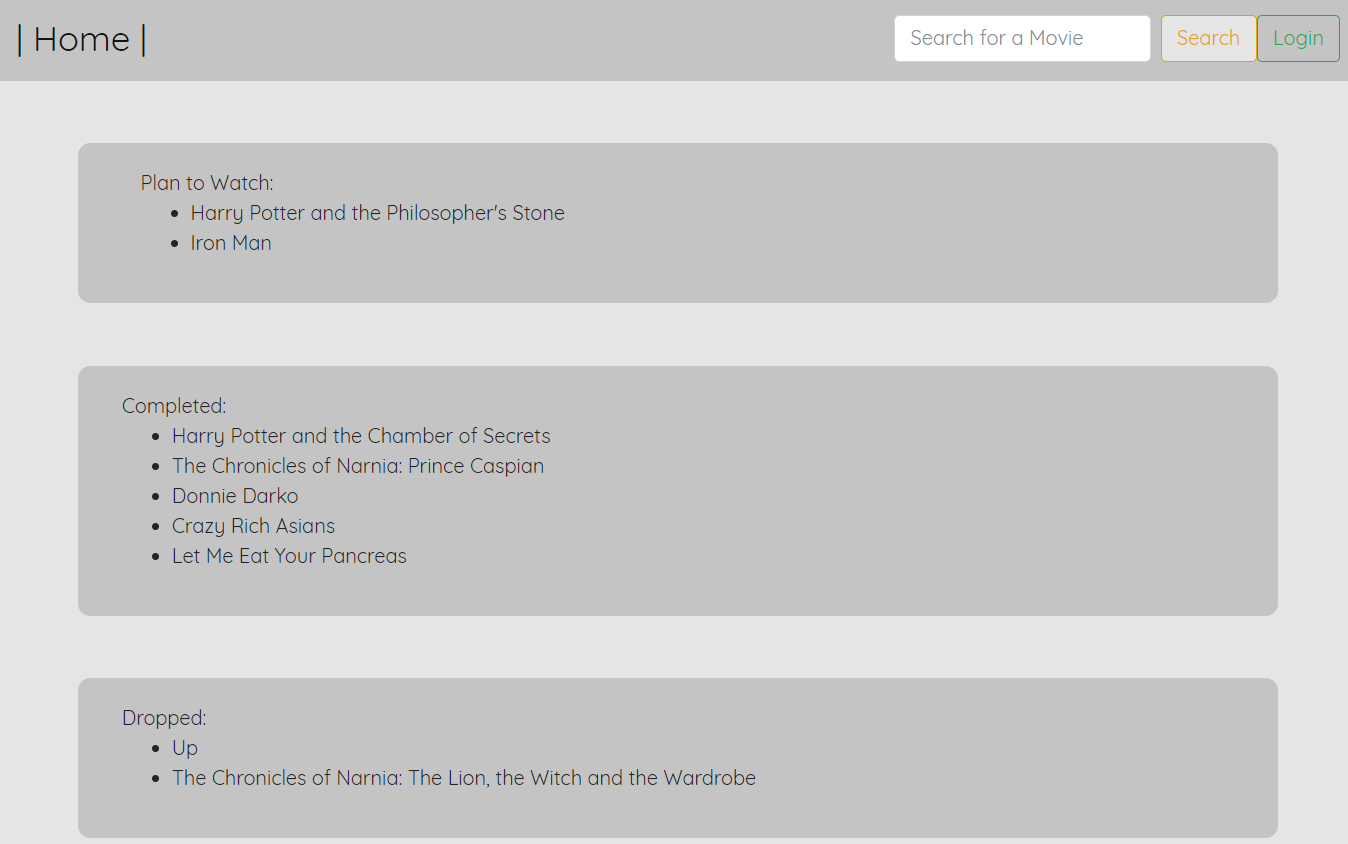 | Home | Search for a Movie Search Login
Plan to Watch:
Harry Potter and the Philosopher's Stone
Iron Man
Completed:
Harry Potter and the Chamber of Secrets
The Chronicles of Narnia: Prince Caspian
Donnie Darko
Crazy Rich Asians
Let Me Eat Your Pancreas
Dropped:
Up
The Chronicles of Narnia: The Lion, the Witch and the Wardrobe